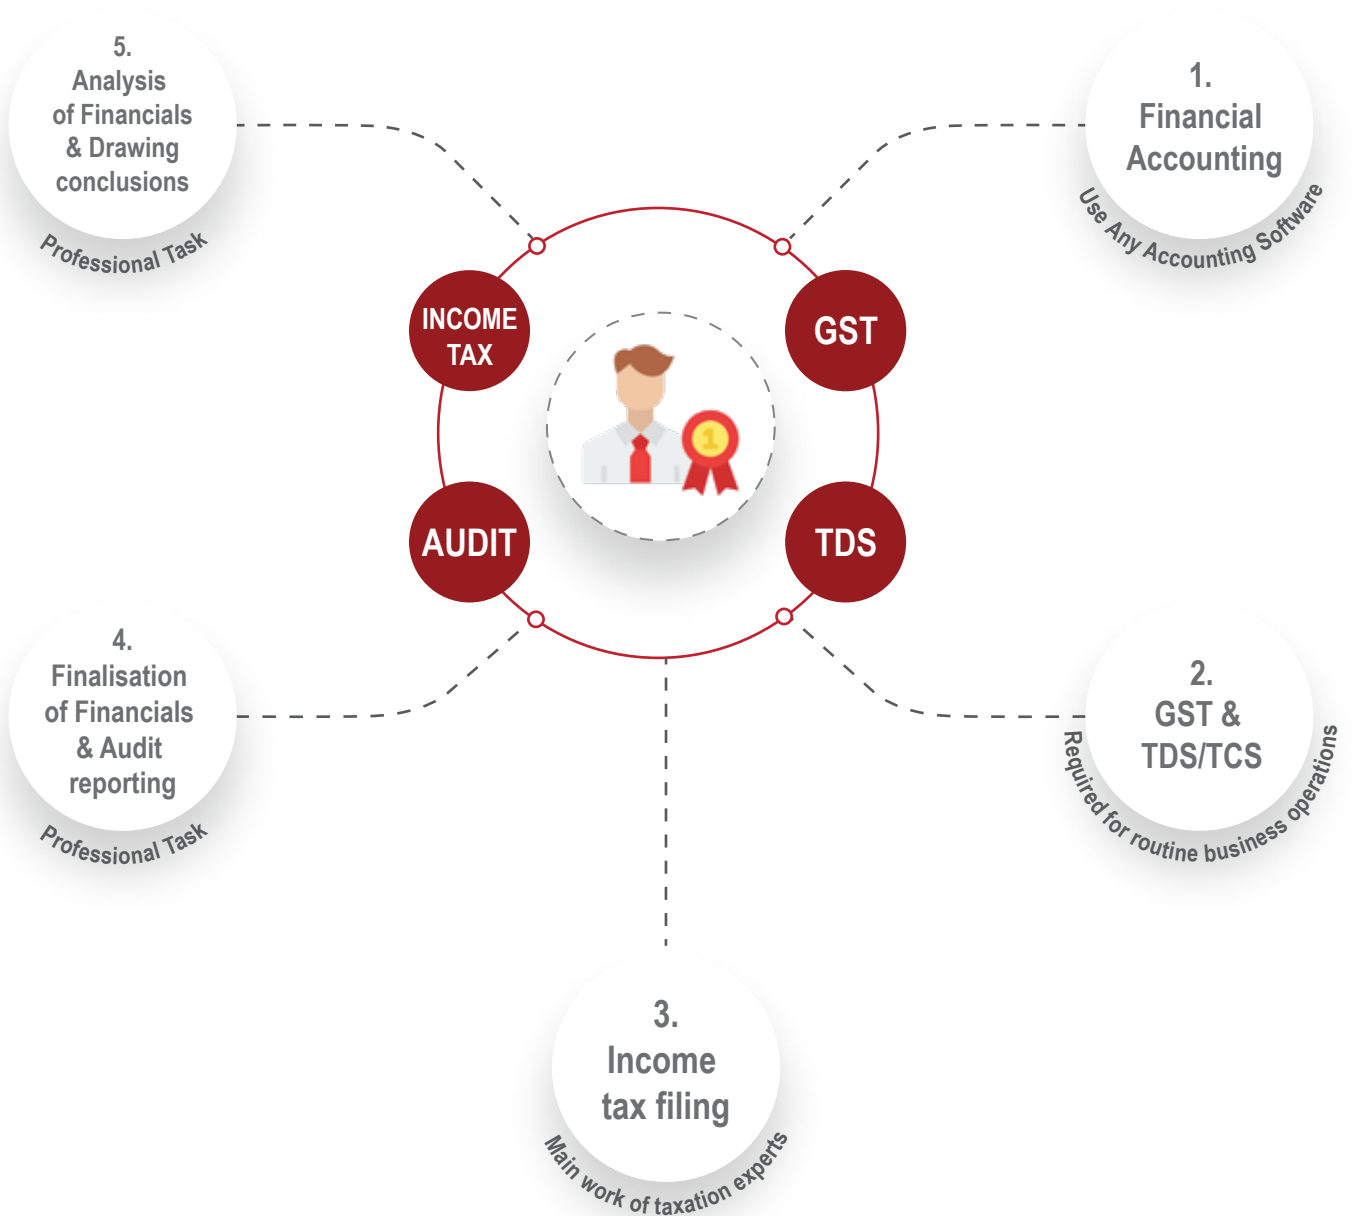 1.
Financial
Accounting
Use Any Accounting Software
2.
GST &
TDS/TCS
Required for routine business operations
3.
Income
tax filing
Main work of taxation experts
4.
Finalisation
of Financials
& Audit
reporting
Professional Task
5.
Analysis
of Financials
& Drawing
conclusions
Professional Task
INCOME
TAX
GST
AUDIT
TDS
1